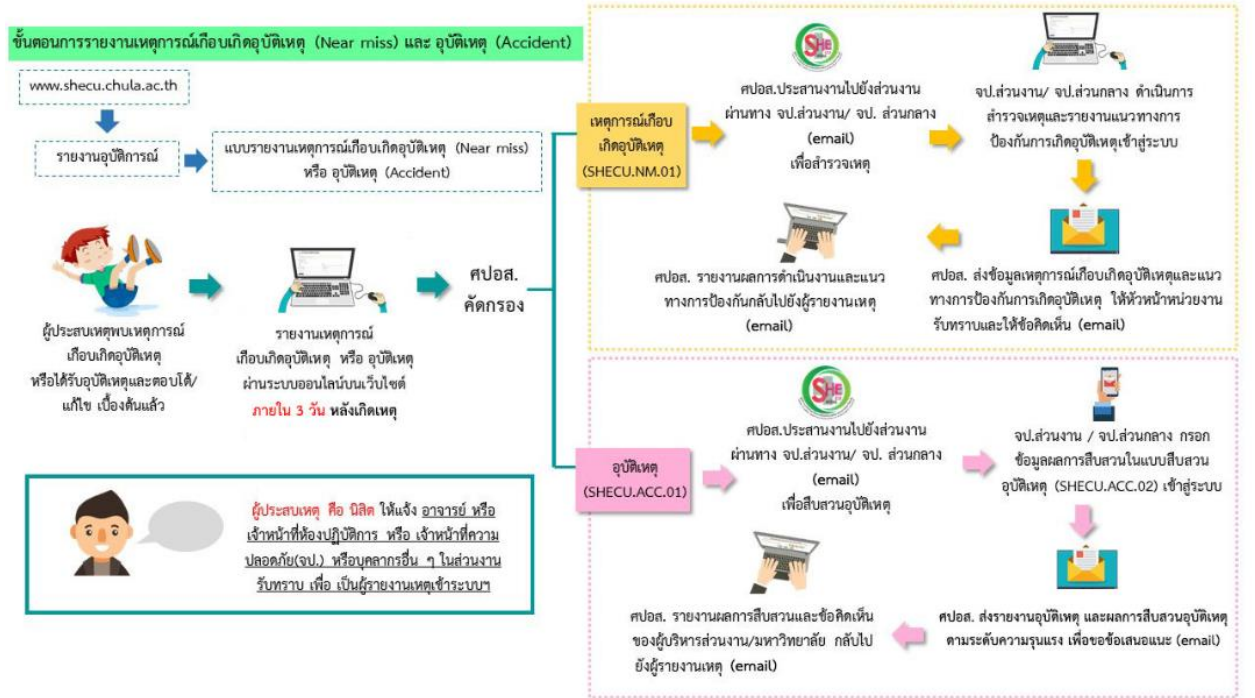 ขั้นตอนการรายงานเหตุการณ์เกือบเกิดอุบัติเหตุ (Near miss) และ อุบัติเหตุ (Accident)
www.shecu.chula.ac.th
รายงานอุบัติการณ์
แบบรายงานเหตุการณ์เกือบเกิดอุบัติเหตุ (Near miss)
หรือ อุบัติเหตุ (Accident)
ผู้ประสบเหตุพบเหตุการณ์
เกือบเกิดอุบัติเหตุ
หรือได้รับอุบัติเหตุและตอบโต้/
แก้ไข เบื้องต้นแล้ว
รายงานเหตุการณ์
เกือบเกิดอุบัติเหตุ หรือ อุบัติเหตุ
ผ่านระบบออนไลน์บนเว็บไซต์
ภายใน 3 วัน หลังเกิดเหตุ
ศปอส.
คัดกรอง
ผู้ประสบเหตุ คือ นิสิต ให้แจ้ง อาจารย์ หรือ
เจ้าหน้าที่ห้องปฏิบัติการ หรือ เจ้าหน้าที่ความ
ปลอดภัย(จป.) หรือบุคลากรอื่น ๆ ในส่วนงาน
รับทราบ เพื่อ เป็นผู้รายงานเหตุเข้าระบบฯ
เหตุการณ์เกือบ
เกิดอุบัติเหตุ
(SHECU.NM.01)
SHE
ศปอส.ประสานงานไปยังส่วนงาน
ผ่านทาง จป.ส่วนงาน/ จป. ส่วนกลาง
(email)
เพื่อสำรวจเหตุ
จป.ส่วนงาน/ จป.ส่วนกลาง ดำเนินการ
สำรวจเหตุและรายงานแนวทางการ
ป้องกันการเกิดอุบัติเหตุเข้าสู่ระบบ
ศปอส. ส่งข้อมูลเหตุการณ์เกือบเกิดอุบัติเหตุและแนว
ทางการป้องกันการเกิดอุบัติเหตุ ให้หัวหน้าหน่วยงาน
รับทราบและให้ข้อคิดเห็น (email)
ศปอส. รายงานผลการดำเนินงานและแนว
ทางการป้องกันกลับไปยังผู้รายงานเหตุ
(email)
อุบัติเหตุ
(SHECU.ACC.01)
SHE
ศปอส.ประสานงานไปยังส่วนงาน
ผ่านทาง จป.ส่วนงาน/ จป. ส่วนกลาง
(email)
เพื่อสืบสวนอุบัติเหตุ
จป.ส่วนงาน / จป.ส่วนกลาง กรอก
ข้อมูลผลการสืบสวนในแบบสืบสวน
อุบัติเหตุ (SHECU.ACC.02) เข้าสู่ระบบ
ศปอส. ส่งรายงานอุบัติเหตุ และผลการสืบสวนอุบัติเหตุ
ตามระดับความรุนแรง เพื่อขอข้อเสนอแนะ (email)
ศปอส. รายงานผลการสืบสวนและข้อคิดเห็น
ของผู้บริหารส่วนงาน/มหาวิทยาลัย กลับไป
ยังผู้รายงานเหตุ (email)